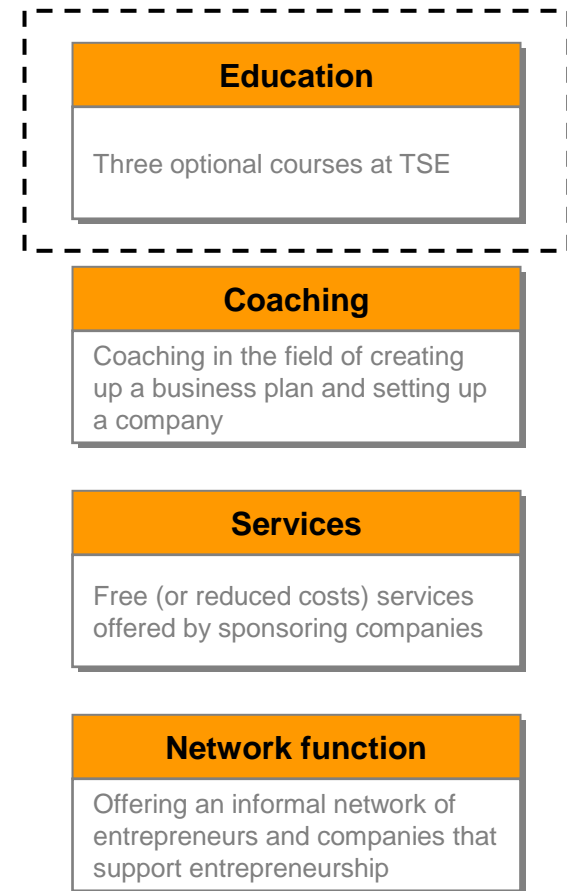 Education
Three optional courses at TSE
Coaching
Coaching in the field of creating
up a business plan and setting up
a company
Services
Free (or reduced costs) services
offered by sponsoring companies
Network function
Offering an informal network of
entrepreneurs and companies that
support entrepreneurship